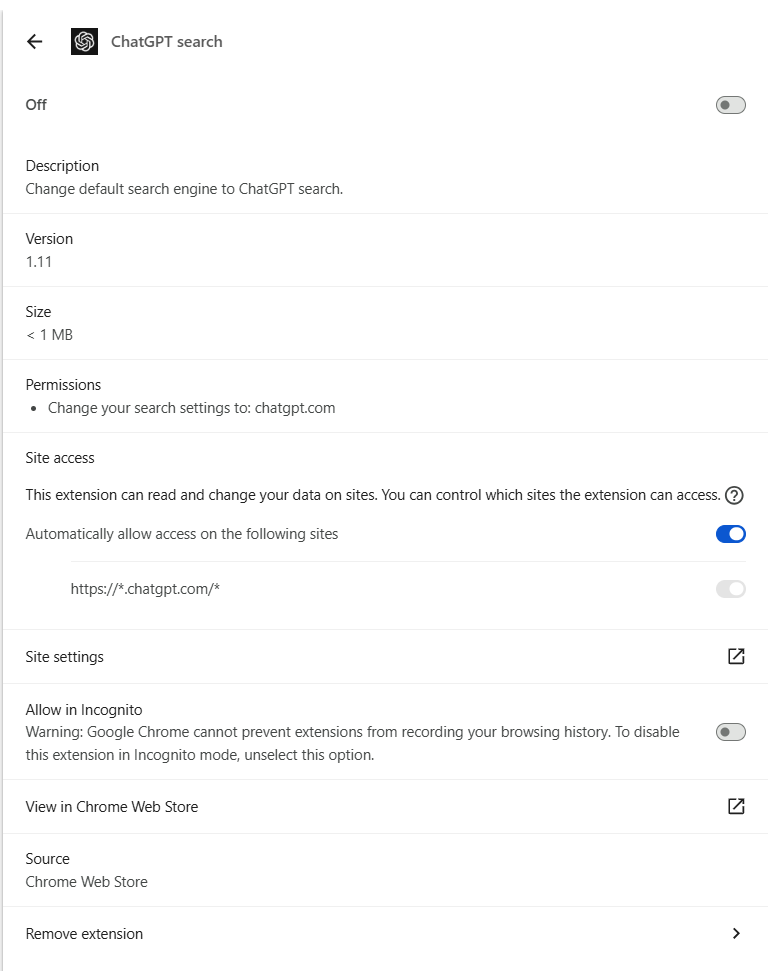 ChatGPT search
Off
Description
Change default search engine to ChatGPT search.
Version
1.11
Size
< 1 MB
Permissions
• Change your search settings to: chatgpt.com
Site access
This extension can read and change your data on sites. You can control which sites the extension can access.
Automatically allow access on the following sites
https://*.chatgpt.com/*
Site settings
Allow in Incognito
Warning: Google Chrome cannot prevent extensions from recording your browsing history. To disable
this extension in Incognito mode, unselect this option.
View in Chrome Web Store
Source
Chrome Web Store
Remove extension